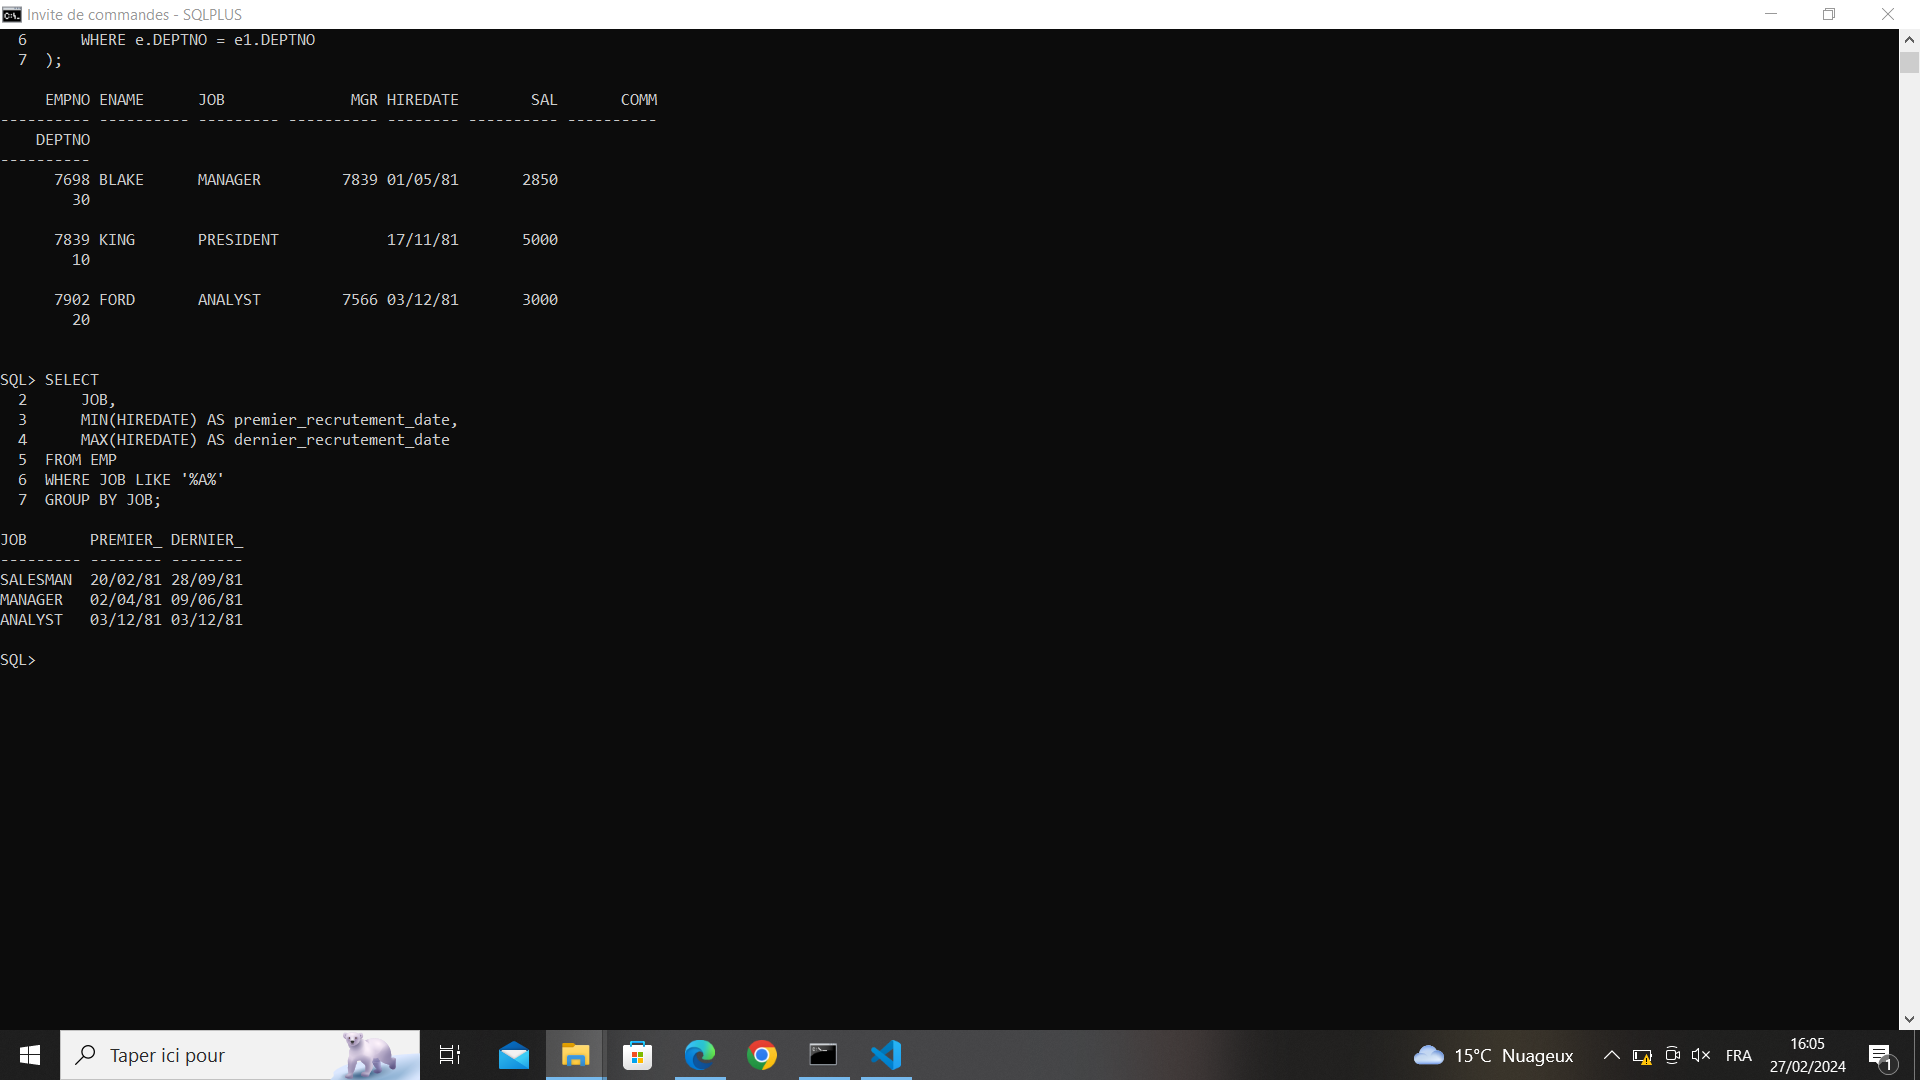 Invite de commandes - SQLPLUS
  6      WHERE e.DEPTNO = e1.DEPTNO
  7  );
     EMPNO ENAME      JOB              MGR HIREDATE        SAL       COMM
---------- ---------- --------- ---------- -------- ---------- ----------
    DEPTNO
----------
      7698 BLAKE      MANAGER         7839 01/05/81       2850
        30
      7839 KING       PRESIDENT            17/11/81       5000
        10
      7902 FORD       ANALYST         7566 03/12/81       3000
        20
SQL> SELECT
  2      JOB,
  3      MIN(HIREDATE) AS premier_recrutement_date,
  4      MAX(HIREDATE) AS dernier_recrutement_date
  5  FROM EMP
  6  WHERE JOB LIKE '%A%'
  7  GROUP BY JOB;
JOB       PREMIER_ DERNIER_
--------- -------- --------
SALESMAN  20/02/81 28/09/81
MANAGER   02/04/81 09/06/81
ANALYST   03/12/81 03/12/81
SQL>
Taper ici pour
15°C Nuageux
FRA
16:05
27/02/2024
1